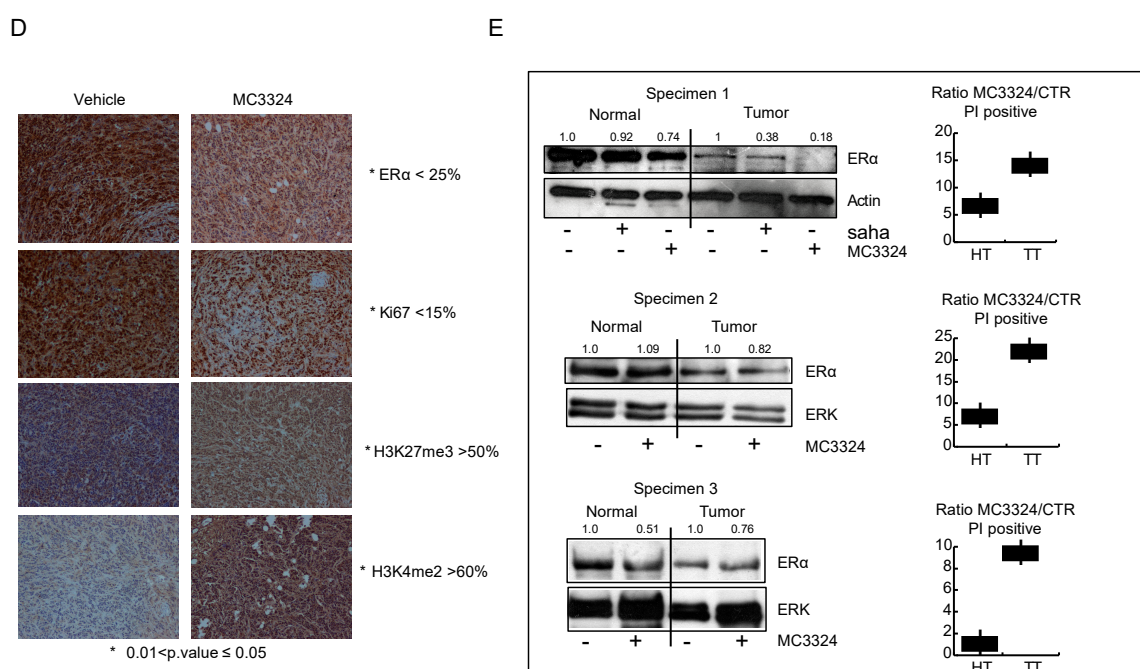 D
E
Vehicle MC3324
* ERα < 25%
* Ki67 <15%
* H3K27me3 >50%
* H3K4me2 >60%
* 0.01<p.value ≤ 0.05
Specimen 1
Normal Tumor
1.0 0.92 0.74 1 0.38 0.18
ERα
Actin
- + - - + - saha
- - + - - + MC3324
Ratio MC3324/CTR
PI positive
20
15
10
5
0
HT TT
Specimen 2
Normal Tumor
1.0 1.09 1.0 0.82
ERα
ERK
- + - + MC3324
Ratio MC3324/CTR
PI positive
25
20
15
10
5
0
HT TT
Specimen 3
Normal Tumor
1.0 0.51 1.0 0.76
ERα
ERK
- + - + MC3324
Ratio MC3324/CTR
PI positive
10
8
6
4
2
0
HT TT